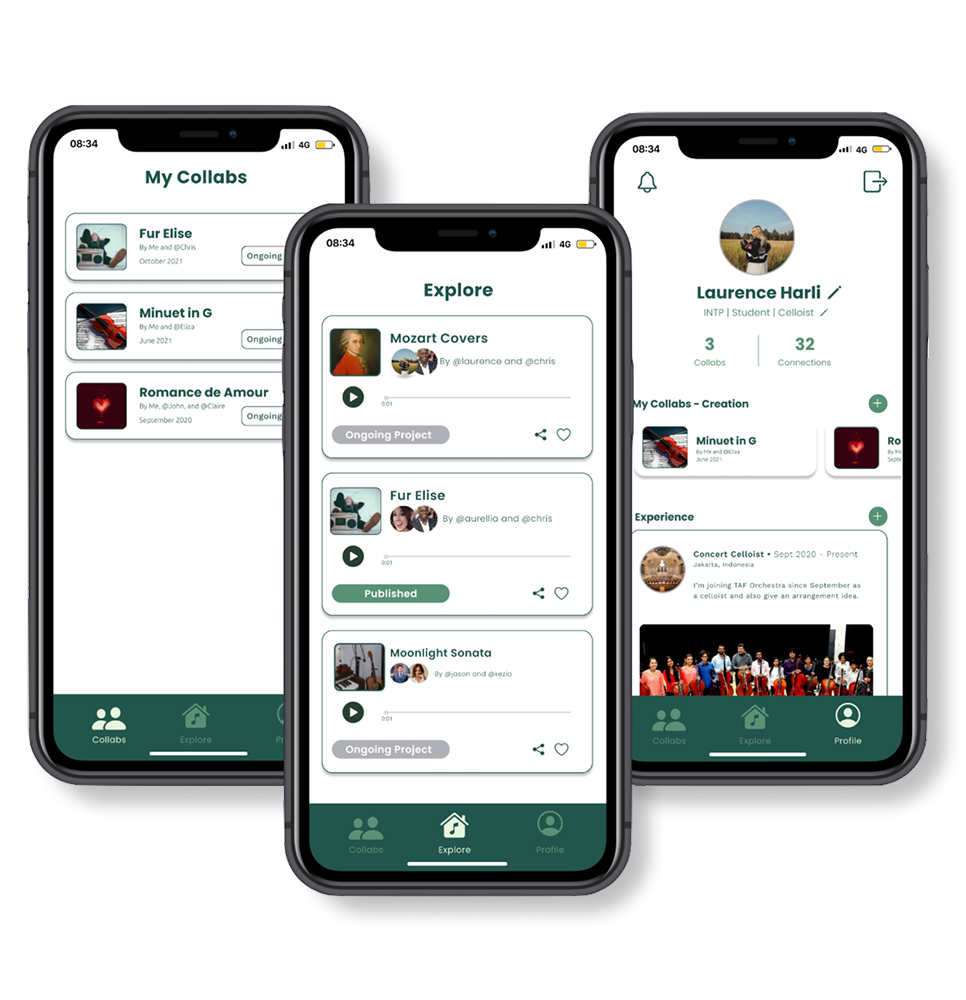 08:34
4G
My Collabs
Fur Elise
By Me and @Chris
October 2021
Ongoing
Minuet in G
By Me and @Eliza
June 2021
Ongoing
Romance de Amour
By Me, @John, and @Claire
September 2020
Ongoing
Collabs
Explore
08:34
4G
Explore
Mozart Covers
By @laurence and @chris
0:01
Ongoing Project
Fur Elise
By @aurellia and @chris
0:01
Published
Moonlight Sonata
By @jason and @kezia
0:01
Ongoing Project
Collabs
Explore
Profile
08:34
4G
Laurence Harli
INTP | Student | Celloist
3
Collabs
32
Connections
My Collabs - Creation
Minuet in G
By Me and @Eliza
June 2021
Ro
By M
Septe
Experience
Concert Celloist • Sept 2020 - Present
Jakarta, Indonesia
I'm joining TAF Orchestra since September as
a celloist and also give an arrangement idea.
Collabs
Explore
Profile